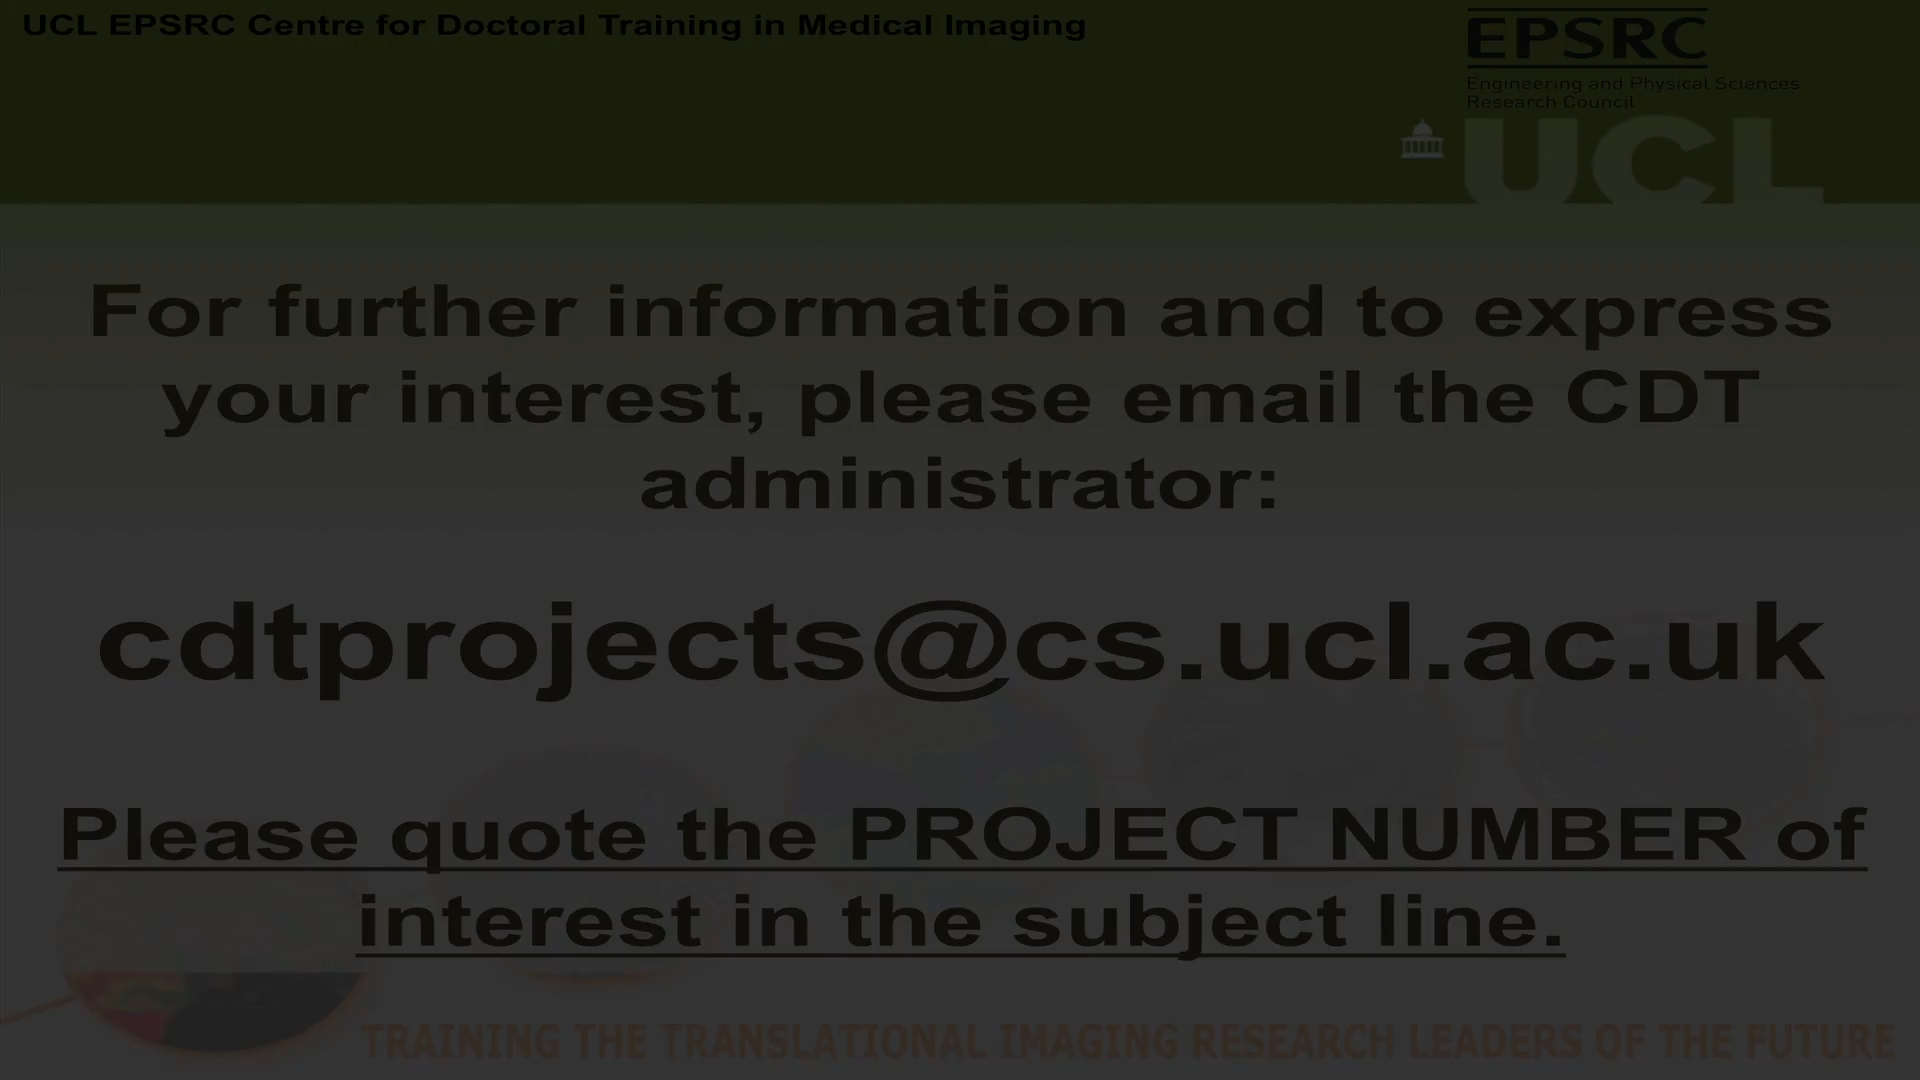 UCL EPSRC Centre for Doctoral Training in Medical Imaging
EPSRC
Engineering and Physical Sciences
Research Council
UCL
For further information and to express
your interest, please email the CDT
administrator:
cdtprojects@cs.ucl.ac.uk
Please quote the PROJECT NUMBER of
interest in the subject line.
TRAINING THE TRANSLATIONAL IMAGING RESEARCH LEADERS OF THE FUTURE